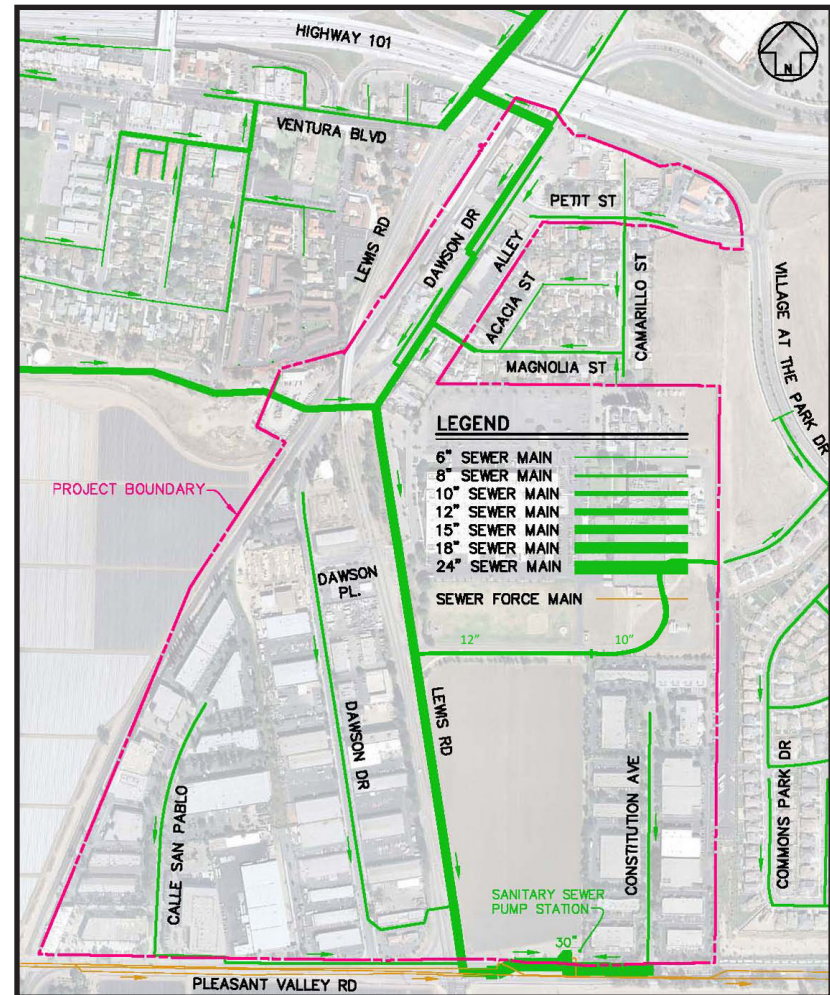 HIGHWAY 101
N
VENTURA BLVD
LEWIS RD
DAWSON DR
PETIT ST
ALLEY
ACACIA ST
CAMARILLO ST
MAGNOLIA ST
VILLAGE AT THE PARK DR
LEGEND
6" SEWER MAIN
8" SEWER MAIN
10" SEWER MAIN
12" SEWER MAIN
15" SEWER MAIN
18" SEWER MAIN
24" SEWER MAIN
SEWER FORCE MAIN
PROJECT BOUNDARY
DAWSON
PL.
12"
10"
LEWIS RD
DAWSON DR
CALLE SAN PABLO
CONSTITUTION AVE
COMMONS PARK DR
SANITARY SEWER
PUMP STATION
30"
PLEASANT VALLEY RD